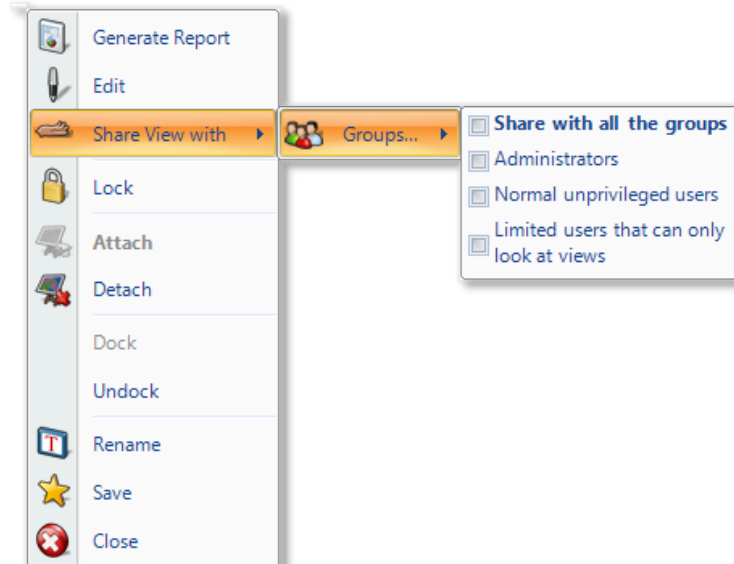 Generate Report
Edit
Share View with
Groups...
Share with all the groups
Administrators
Normal unprivileged users
Limited users that can only
look at views
Lock
Attach
Detach
Dock
Undock
T
Rename
Save
Close